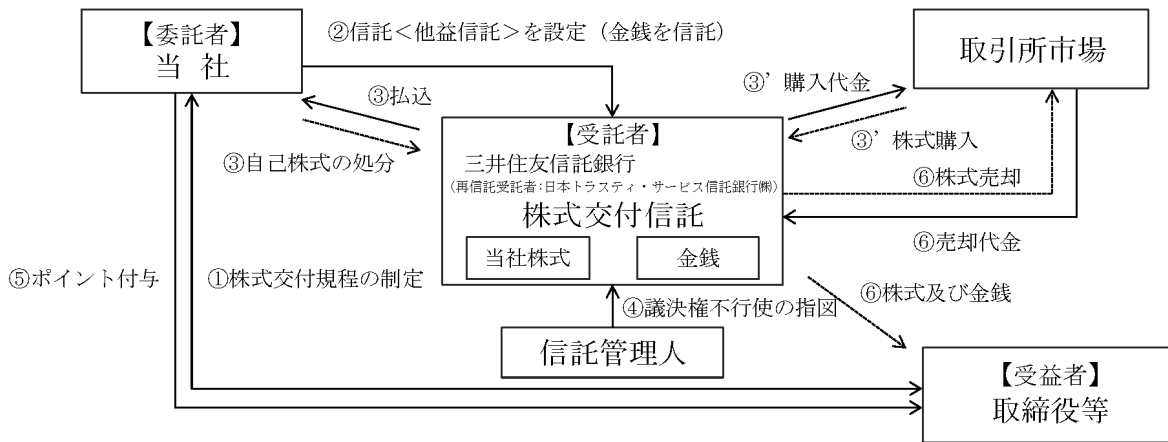 【委託者】
当 社
②信託＜他益信託＞を設定（金銭を信託）
取引所市場
③払込
③自己株式の処分
③’購入代金
③’株式購入
【受託者】
三井住友信託銀行
（再信託受託者：日本トラスティ・サービス信託銀行㈱）
株式交付信託
当社株式
金銭
⑥株式売却
⑥売却代金
⑤ポイント付与
①株式交付規程の制定
④議決権不行使の指図
⑥株式及び金銭
信託管理人
【受益者】
取締役等